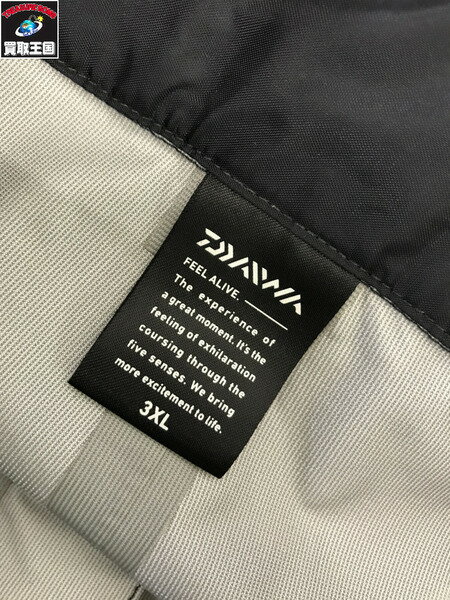 買取王国
DAIWA
FEEL ALIVE.
The experience of
a great moment. It's the
feeling of exhilaration
coursing through the
five senses. We bring
more excitement to life.
3XL